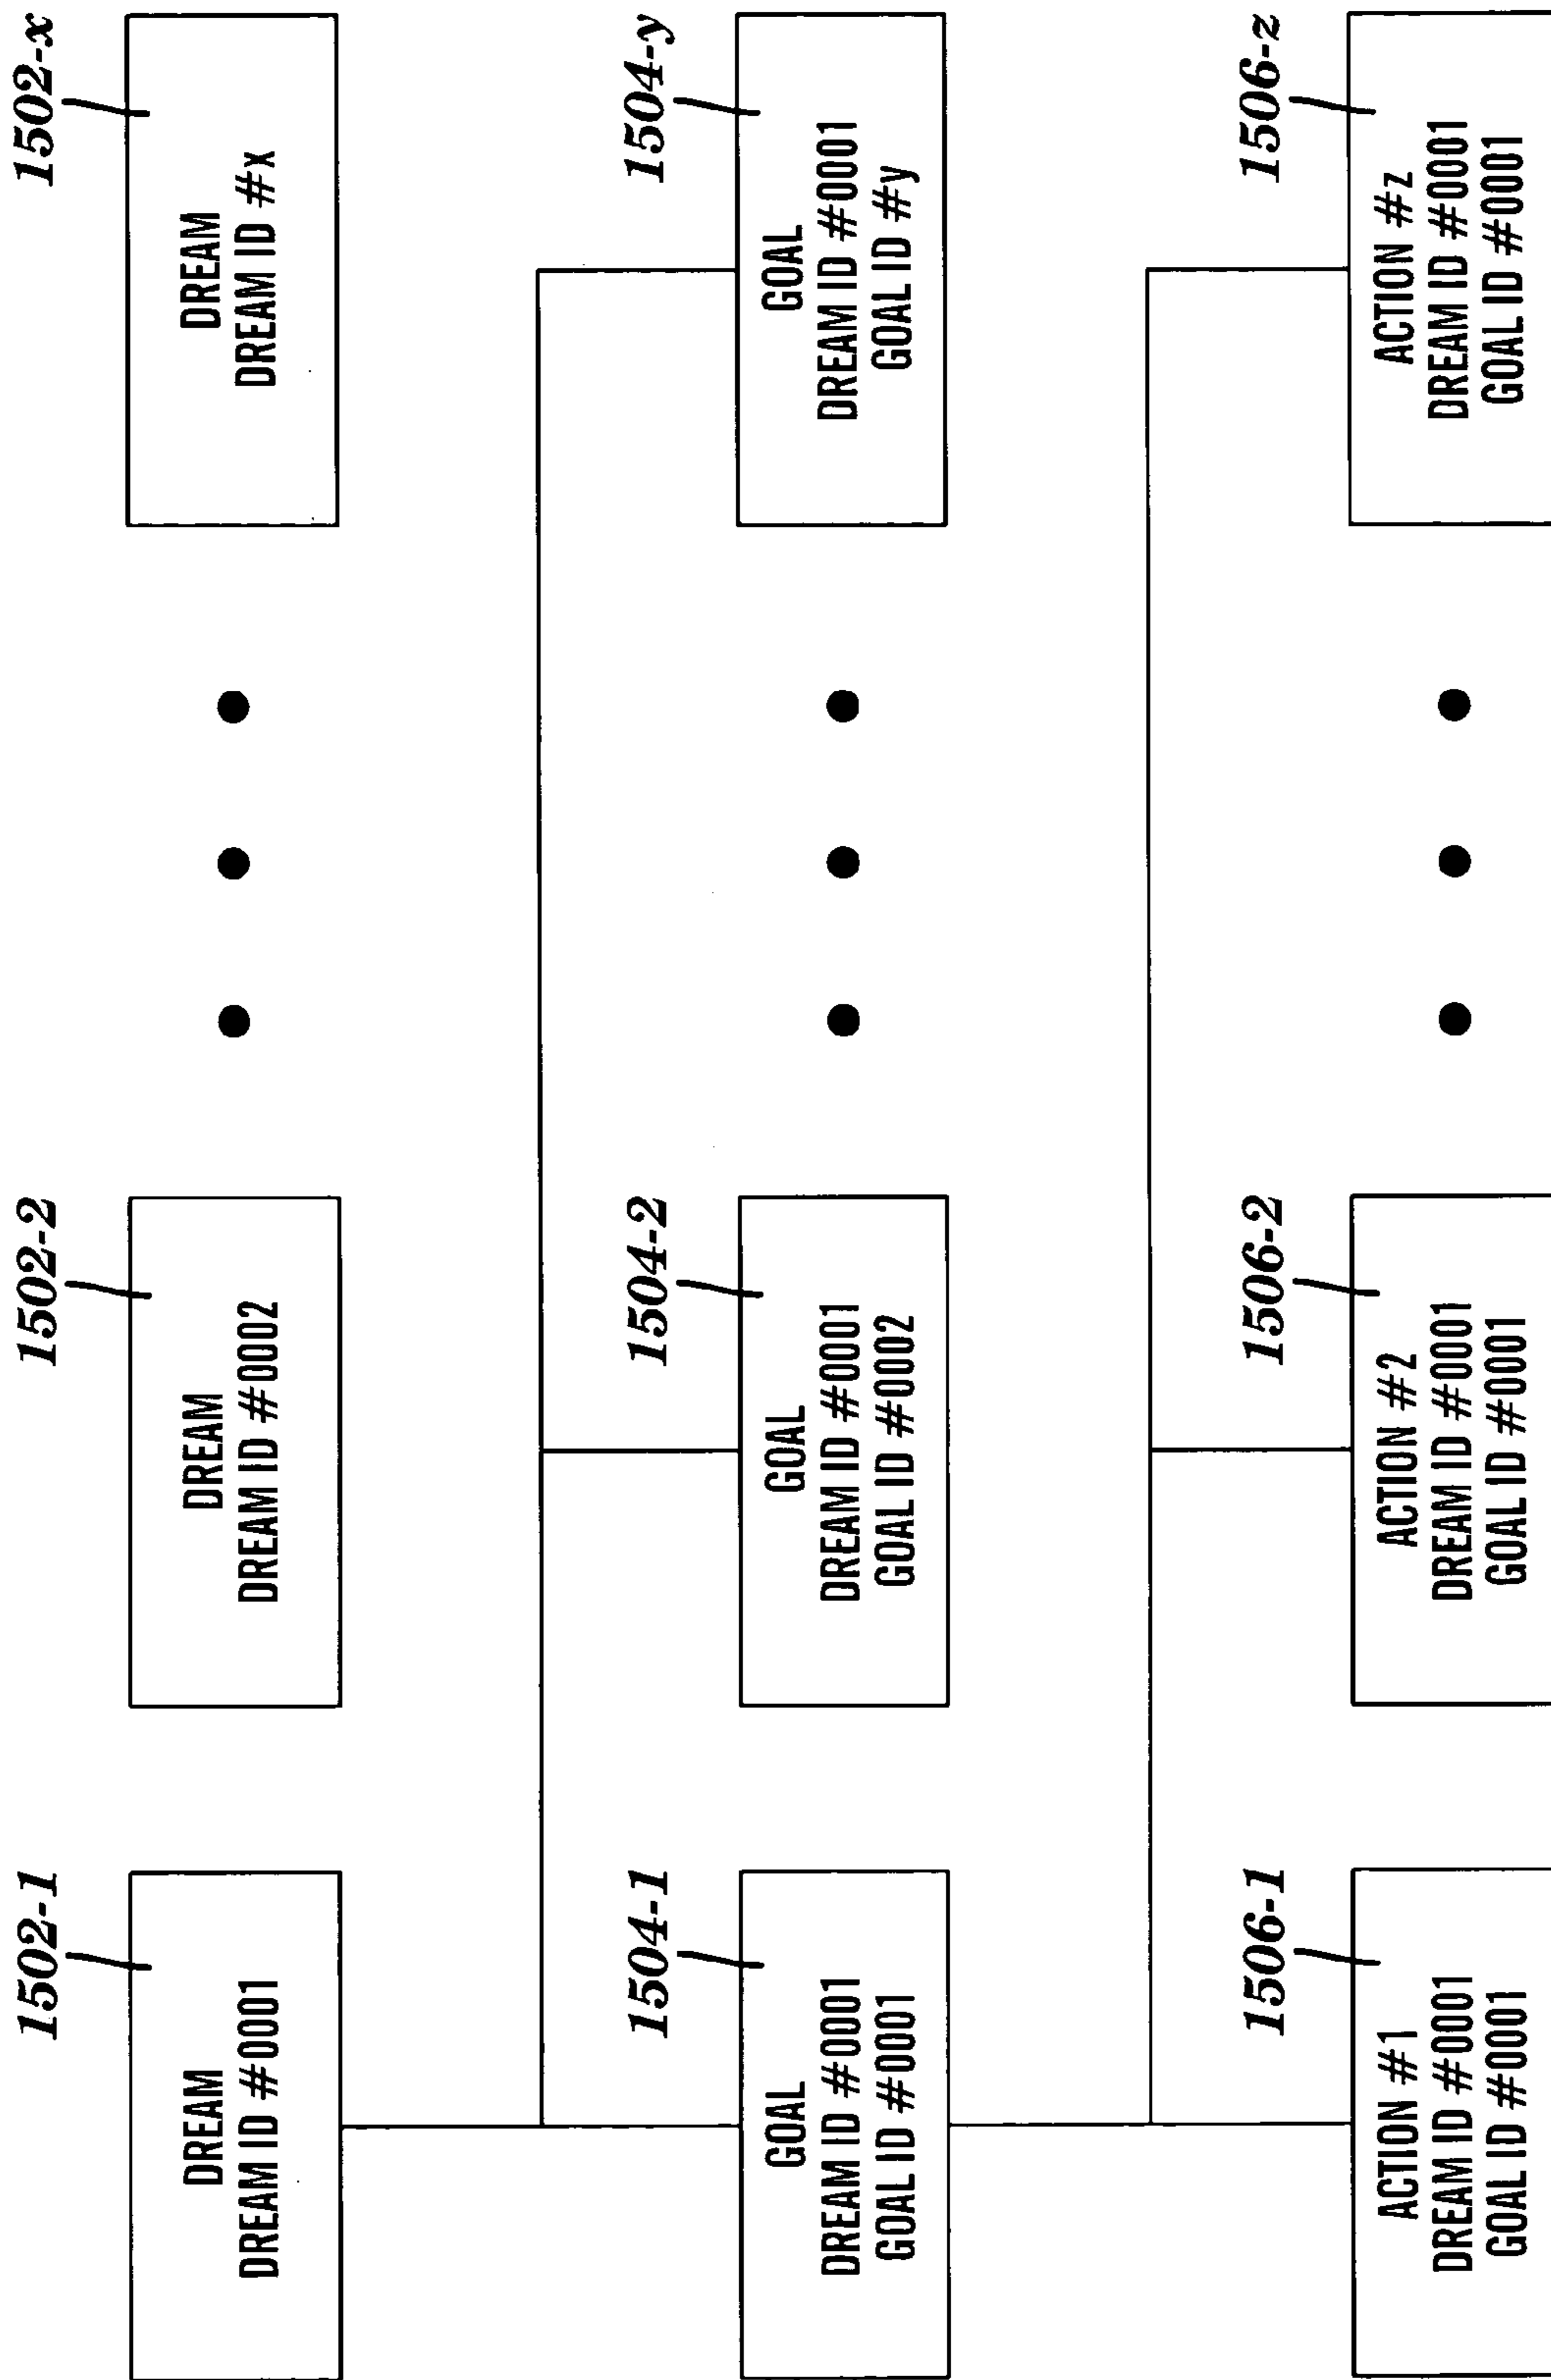 1502-1
DREAM
DREAM ID #0001
1502-2
DREAM
DREAM ID #0002
1502-x
DREAM
DREAM ID #x
1504-1
GOAL
DREAM ID #0001
GOAL ID #0001
1504-2
GOAL
DREAM ID #0001
GOAL ID #0002
1504-y
GOAL
DREAM ID #0001
GOAL ID #y
1506-1
ACTION #1
DREAM ID #0001
GOAL ID #0001
1506-2
ACTION #2
DREAM ID #0001
GOAL ID #0001
1506-z
ACTION #z
DREAM ID #0001
GOAL ID #0001